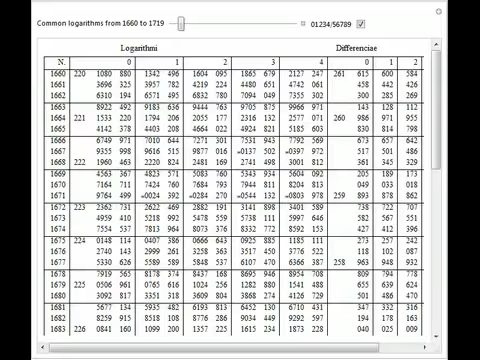 Common logarithms from 1660 to 1719 01234/56789
Logarithmi Differenciae
N. 0 1 2 3 4 0 1 2
1660 220 1080 880 1342 496 1604 095 1865 679 2127 247 261 615 600 584
1661 3696 325 3957 782 4219 224 4480 651 4742 061 458 442 426
1662 6310 194 6571 495 6832 780 7094 049 7355 302 300 285 269
1663 8922 492 9183 636 9444 763 9705 875 9966 971 143 128 112
1664 221 1533 220 1794 206 2055 177 2316 132 2577 071 260 986 971 955
1665 4142 378 4403 208 4664 022 4924 821 5185 603 830 814 798
1666 6749 971 7010 644 7271 301 7531 943 7792 569 673 657 642
1667 9355 998 9616 515 9877 016 ¤0137 502 ¤0397 972 517 501 486
1668 222 1960 463 2220 824 2481 169 2741 498 3001 812 361 345 329
1669 4563 367 4823 571 5083 760 5343 934 5604 092 205 189 173
1670 7164 711 7424 760 7684 793 7944 811 8204 813 049 033 018
1671 9764 499 ¤0024 392 ¤0284 270 ¤0544 132 ¤0803 978 259 893 878 862
1672 223 2362 731 2622 469 2882 191 3141 898 3401 589 738 722 707
1673 4959 410 5218 992 5478 559 5738 111 5997 646 582 567 551
1674 7554 537 7813 964 8073 376 8332 772 8592 153 427 412 396
1675 224 0148 114 0407 386 0666 643 0925 885 1185 111 273 257 242
1676 2740 143 2999 261 3258 363 3517 450 3776 522 118 102 087
1677 5330 626 5589 589 5848 537 6107 470 6366 387 258 963 948 932
1678 7919 565 8178 374 8437 168 8695 946 8954 708 809 794 778
1679 225 0506 961 0765 616 1024 256 1282 880 1541 488 655 639 624
1680 3092 817 3351 318 3609 804 3868 274 4126 729 501 486 470
1681 5677 134 5935 482 6193 813 6452 130 6710 431 347 332 316
1682 8259 915 8518 108 8776 286 9034 449 9292 597 194 178 163
1683 226 0841 160 1099 200 1357 225 1615 234 1873 228 040 025 009